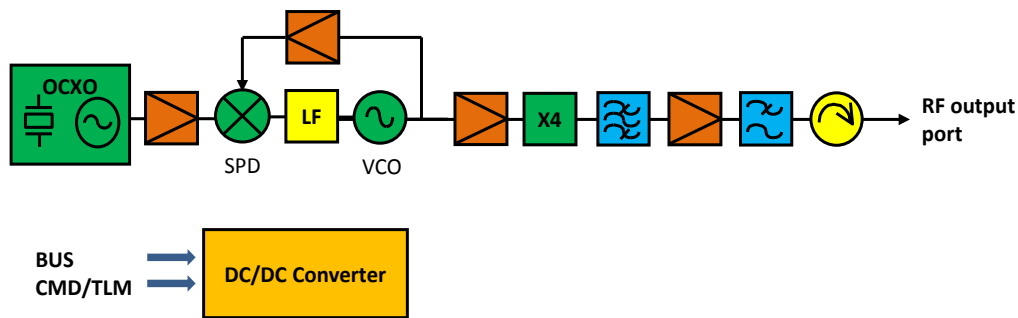 OCXO
LF
X4
RF output
port
SPD
VCO
BUS
CMD/TLM
DC/DC Converter